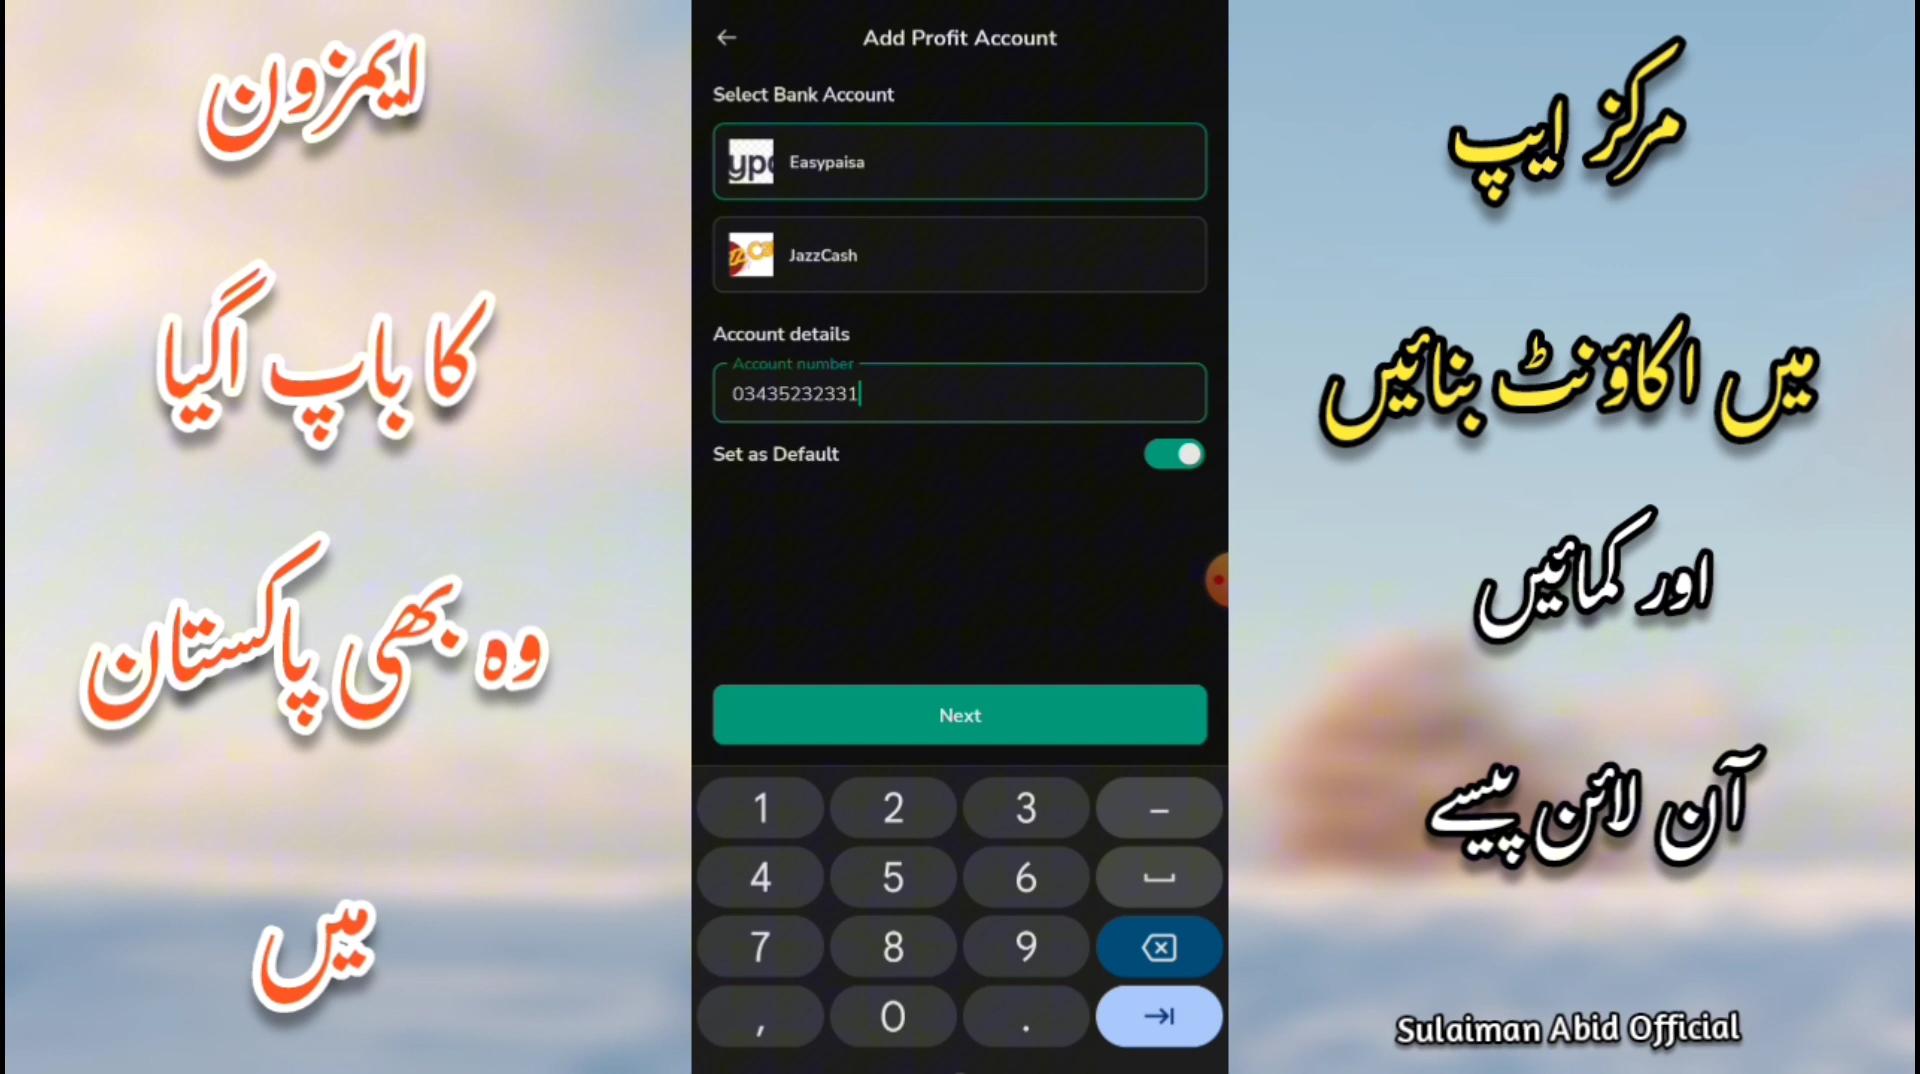 ایمزون
کا باپ اگیا
وہ بھی پاکستان
میں
Add Profit Account
Select Bank Account
Easypaisa
JazzCash
Account details
Account number
03435232331
Set as Default
Next
1 2 3 –
4 5 6
7 8 9
, 0 .
مرکز ایپ
میں اکاؤنٹ بنائیں
اور کمائیں
آن لائن پیسے
Sulaiman Abid Official